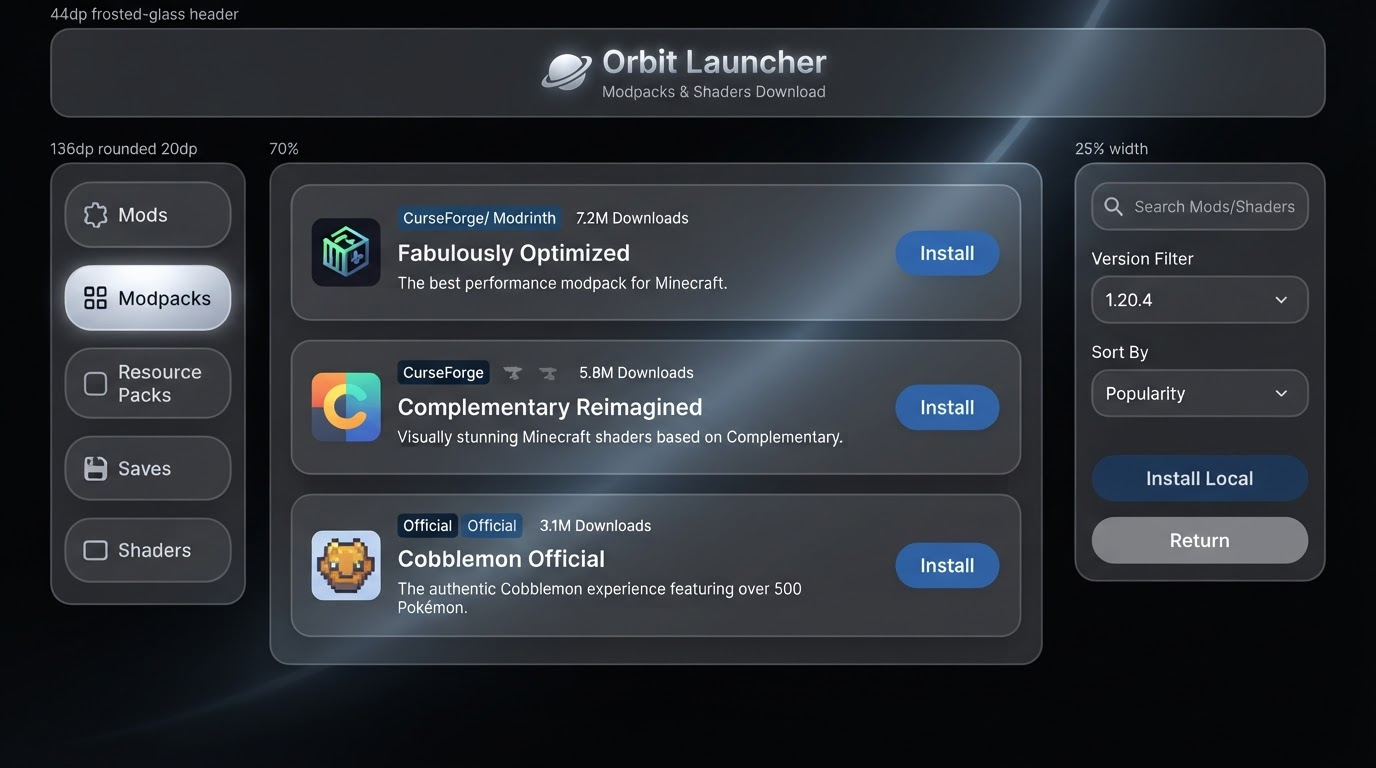 44dp frosted-glass header
Orbit Launcher
Modpacks & Shaders Download
136dp rounded 20dp
Mods
Modpacks
Resource
Packs
Saves
Shaders
70%
CurseForge/ Modrinth 7.2M Downloads
Fabulously Optimized
The best performance modpack for Minecraft.
Install
CurseForge 5.8M Downloads
Complementary Reimagined
Visually stunning Minecraft shaders based on Complementary.
Install
Official Official 3.1M Downloads
Cobblemon Official
The authentic Cobblemon experience featuring over 500
Pokémon.
Install
25% width
Search Mods/Shaders
Version Filter
1.20.4
Sort By
Popularity
Install Local
Return